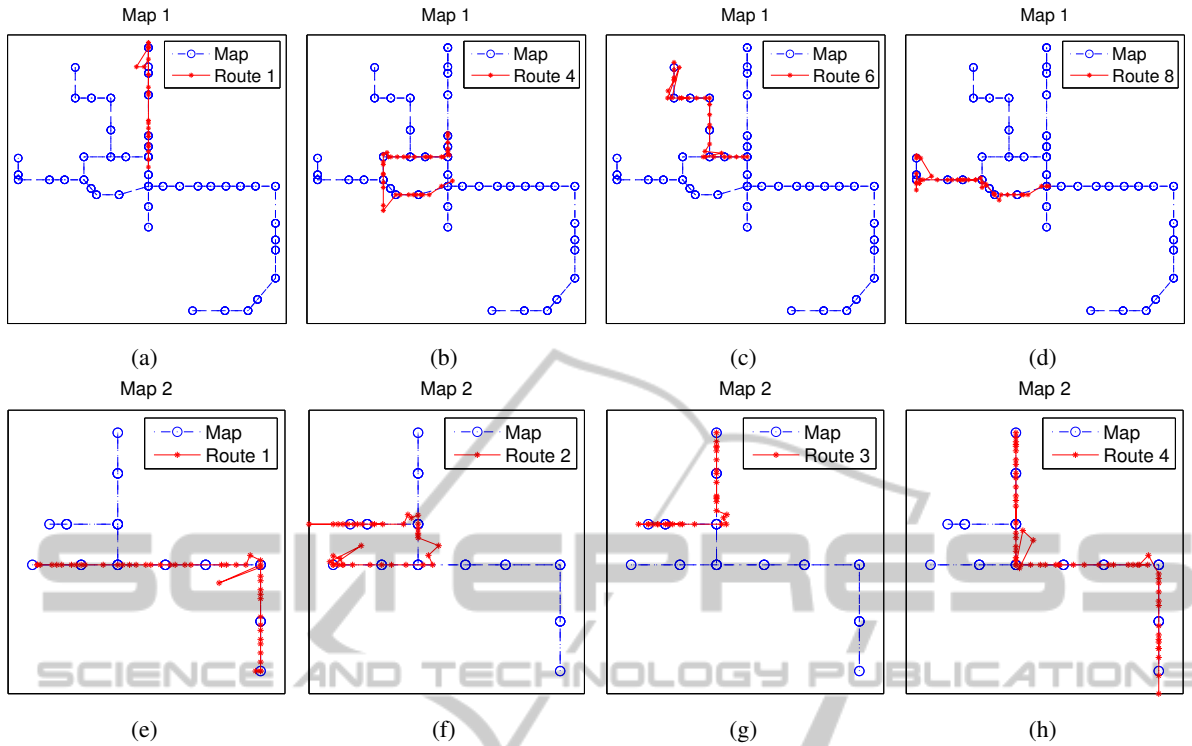 Map 1
Map 1
Map 1
Map 1
Map
Route 1
Map
Route 4
Map
Route 6
Map
Route 8
(a)
(b)
(c)
(d)
Map 2
Map 2
Map 2
Map 2
Map
Route 1
Map
Route 2
Map
Route 3
Map
Route 4
SCITEPRESS
SCIENCE AND TECHNOLOGY PUBLICATIONS
(e)
(f)
(g)
(h)